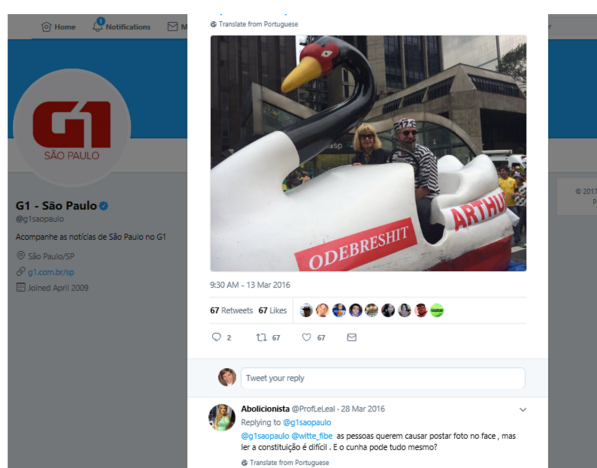 Home
1
Notifications
M
r
Translate from Portuguese
G1
SÃO PAULO
ODEBRESHIT
ARTHU
G1 - São Paulo
@g1saopaulo
Acompanhe as notícias de São Paulo no G1
São Paulo/SP
g1.com.br/sp
Joined April 2009
© 2017
9:30 AM - 13 Mar 2016
67 Retweets 67 Likes
2 67 67
Tweet your reply
Abolicionista @ProfLeLeal - 28 Mar 2016
Replying to @g1saopaulo
@g1saopaulo @witte_fibe as pessoas querem causar postar foto no face , mas
ler a constituição é difícil . E o cunha pode tudo mesmo?
Translate from Portuguese